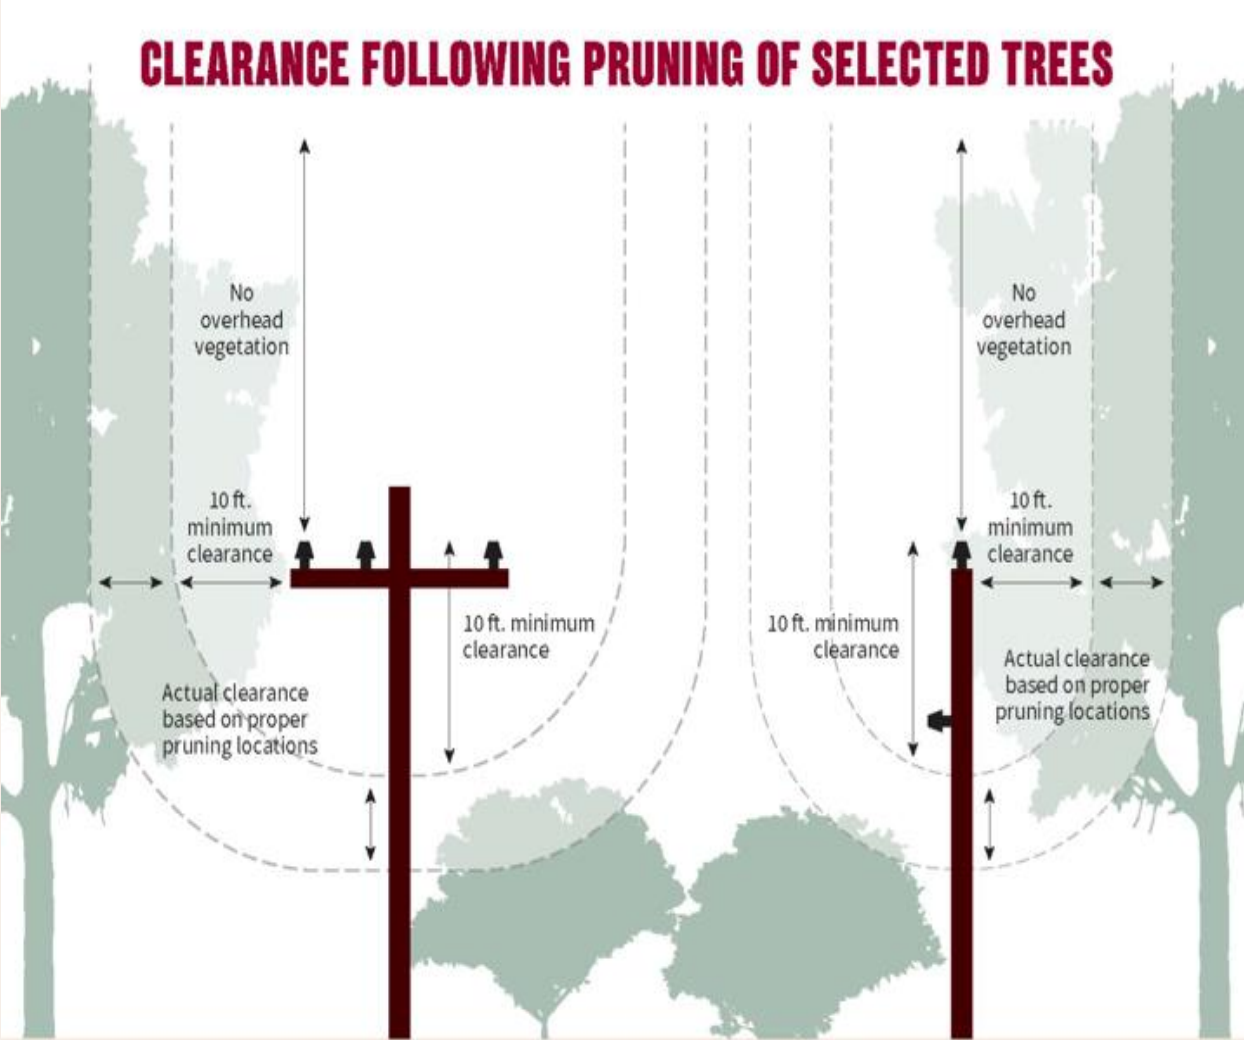 CLEARANCE FOLLOWING PRUNING OF SELECTED TREES
No
overhead
vegetation
No
overhead
vegetation
10 ft.
minimum
clearance
10 ft.
minimum
clearance
10 ft. minimum
clearance
10 ft. minimum
clearance
Actual clearance
based on proper
pruning locations
Actual clearance
based on proper
pruning locations